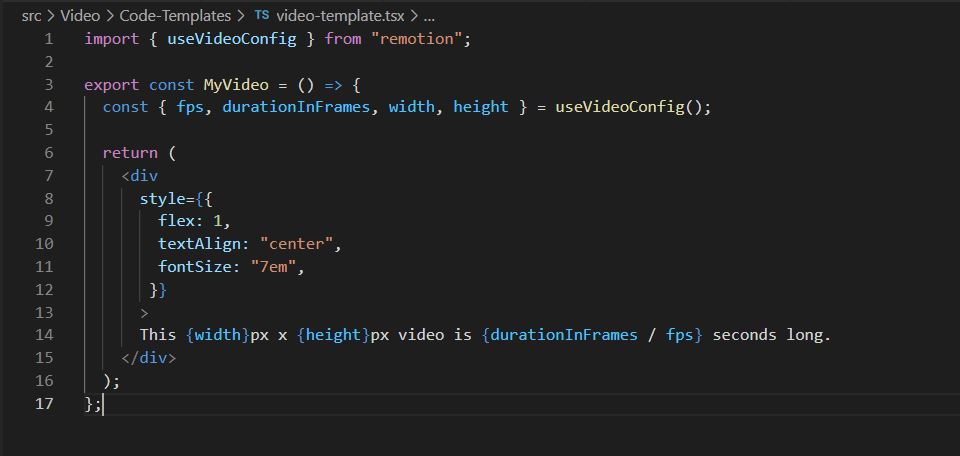 src > Video > Code-Templates > TS video-template.tsx > ...
1 import { useVideoConfig } from "remotion";
2
3 export const MyVideo = () => {
4   const { fps, durationInFrames, width, height } = useVideoConfig();
5
6   return (
7     <div
8       style={{
9         flex: 1,
10         textAlign: "center",
11         fontSize: "7em",
12        }}
13       >
14       This {width}px x {height}px video is {durationInFrames / fps} seconds long.
15     </div>
16   );
17 };